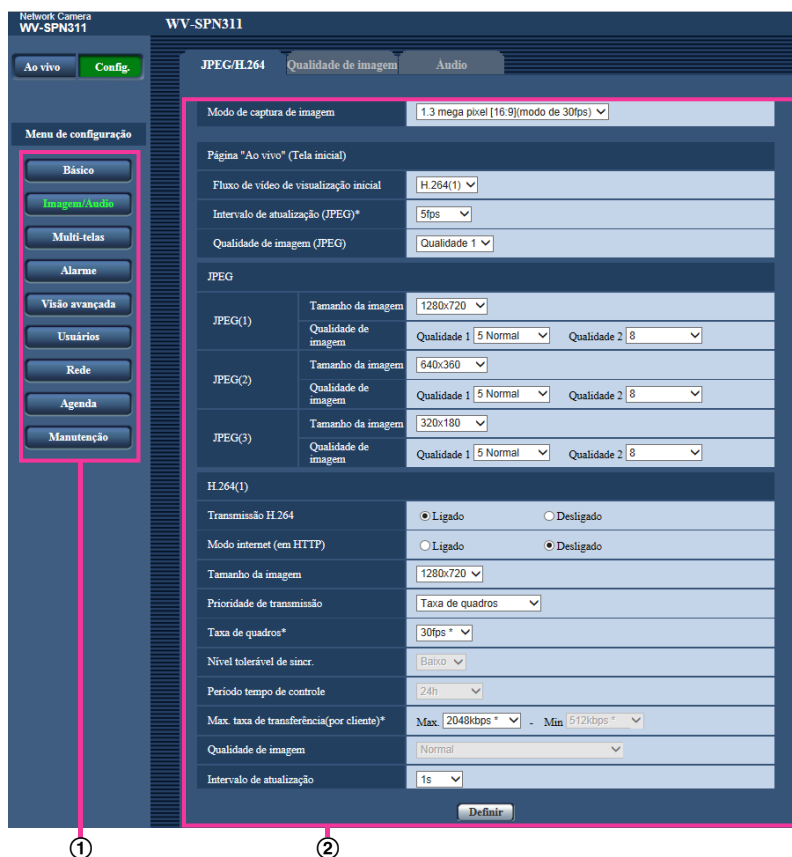 Network Camera
WV-SPN311
WV-SPN311
Ao vivo Config.
JPEG/H.264 Qualidade de imagem Áudio
Menu de configuração
Básico
Imagem/Áudio
Multi-telas
Alarme
Visão avançada
Usuários
Rede
Agenda
Manutenção
Modo de captura de imagem 1.3 mega pixel [16:9](modo de 30fps)
Página "Ao vivo" (Tela inicial)
Fluxo de vídeo de visualização inicial H.264(1)
Intervalo de atualização (JPEG)* 5fps
Qualidade de imagem (JPEG) Qualidade 1
JPEG
JPEG(1) Tamanho da imagem 1280x720
Qualidade de imagem Qualidade 1 5 Normal Qualidade 2 8
JPEG(2) Tamanho da imagem 640x360
Qualidade de imagem Qualidade 1 5 Normal Qualidade 2 8
JPEG(3) Tamanho da imagem 320x180
Qualidade de imagem Qualidade 1 5 Normal Qualidade 2 8
H.264(1)
Transmissão H.264 Ligado Desligado
Modo internet (em HTTP) Ligado Desligado
Tamanho da imagem 1280x720
Prioridade de transmissão Taxa de quadros
Taxa de quadros* 30fps *
Nível tolerável de sincr. Baixo
Período tempo de controle 24h
Max. taxa de transferência(por cliente)* Max. 2048kbps * - Min 512kbps *
Qualidade de imagem Normal
Intervalo de atualização 1s
Definir
① ②